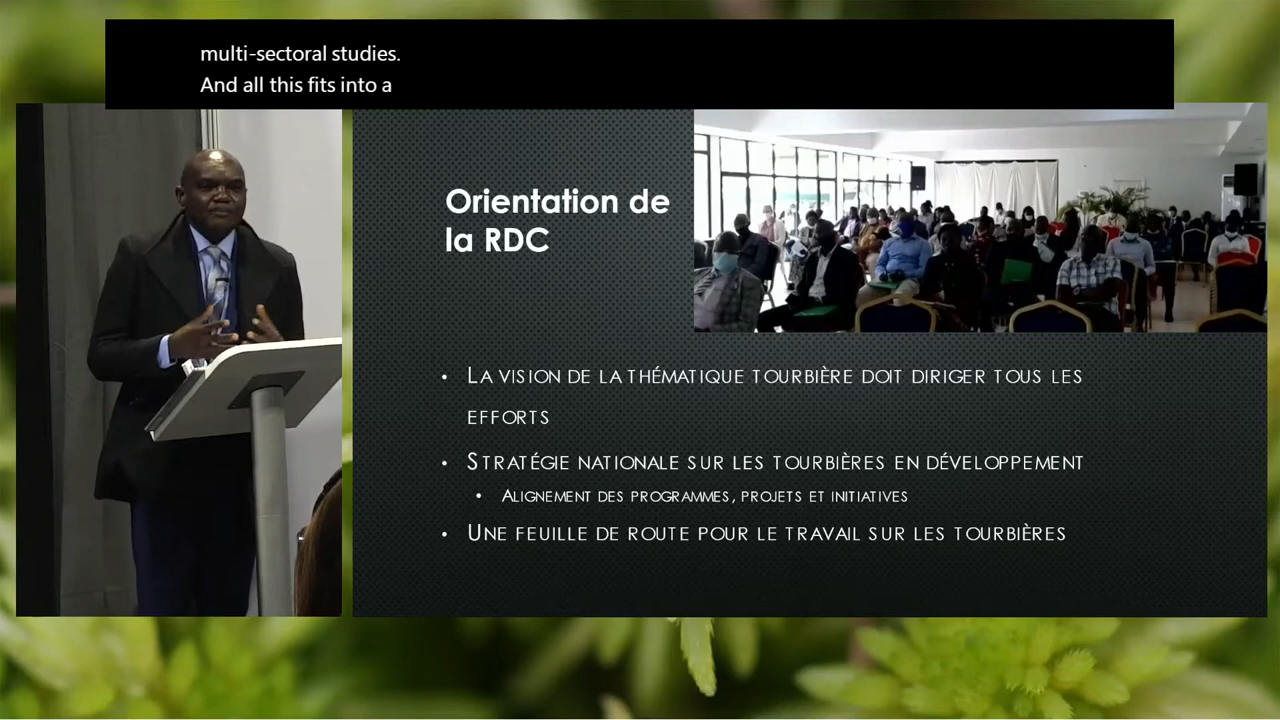 multi-sectoral studies.
And all this fits into a
Orientation de
la RDC
• LA VISION DE LA THÉMATIQUE TOURBIÈRE DOIT DIRIGER TOUS LES
EFFORTS
• STRATÉGIE NATIONALE SUR LES TOURBIÈRES EN DÉVELOPPEMENT
• ALIGNEMENT DES PROGRAMMES, PROJETS ET INITIATIVES
• UNE FEUILLE DE ROUTE POUR LE TRAVAIL SUR LES TOURBIÈRES